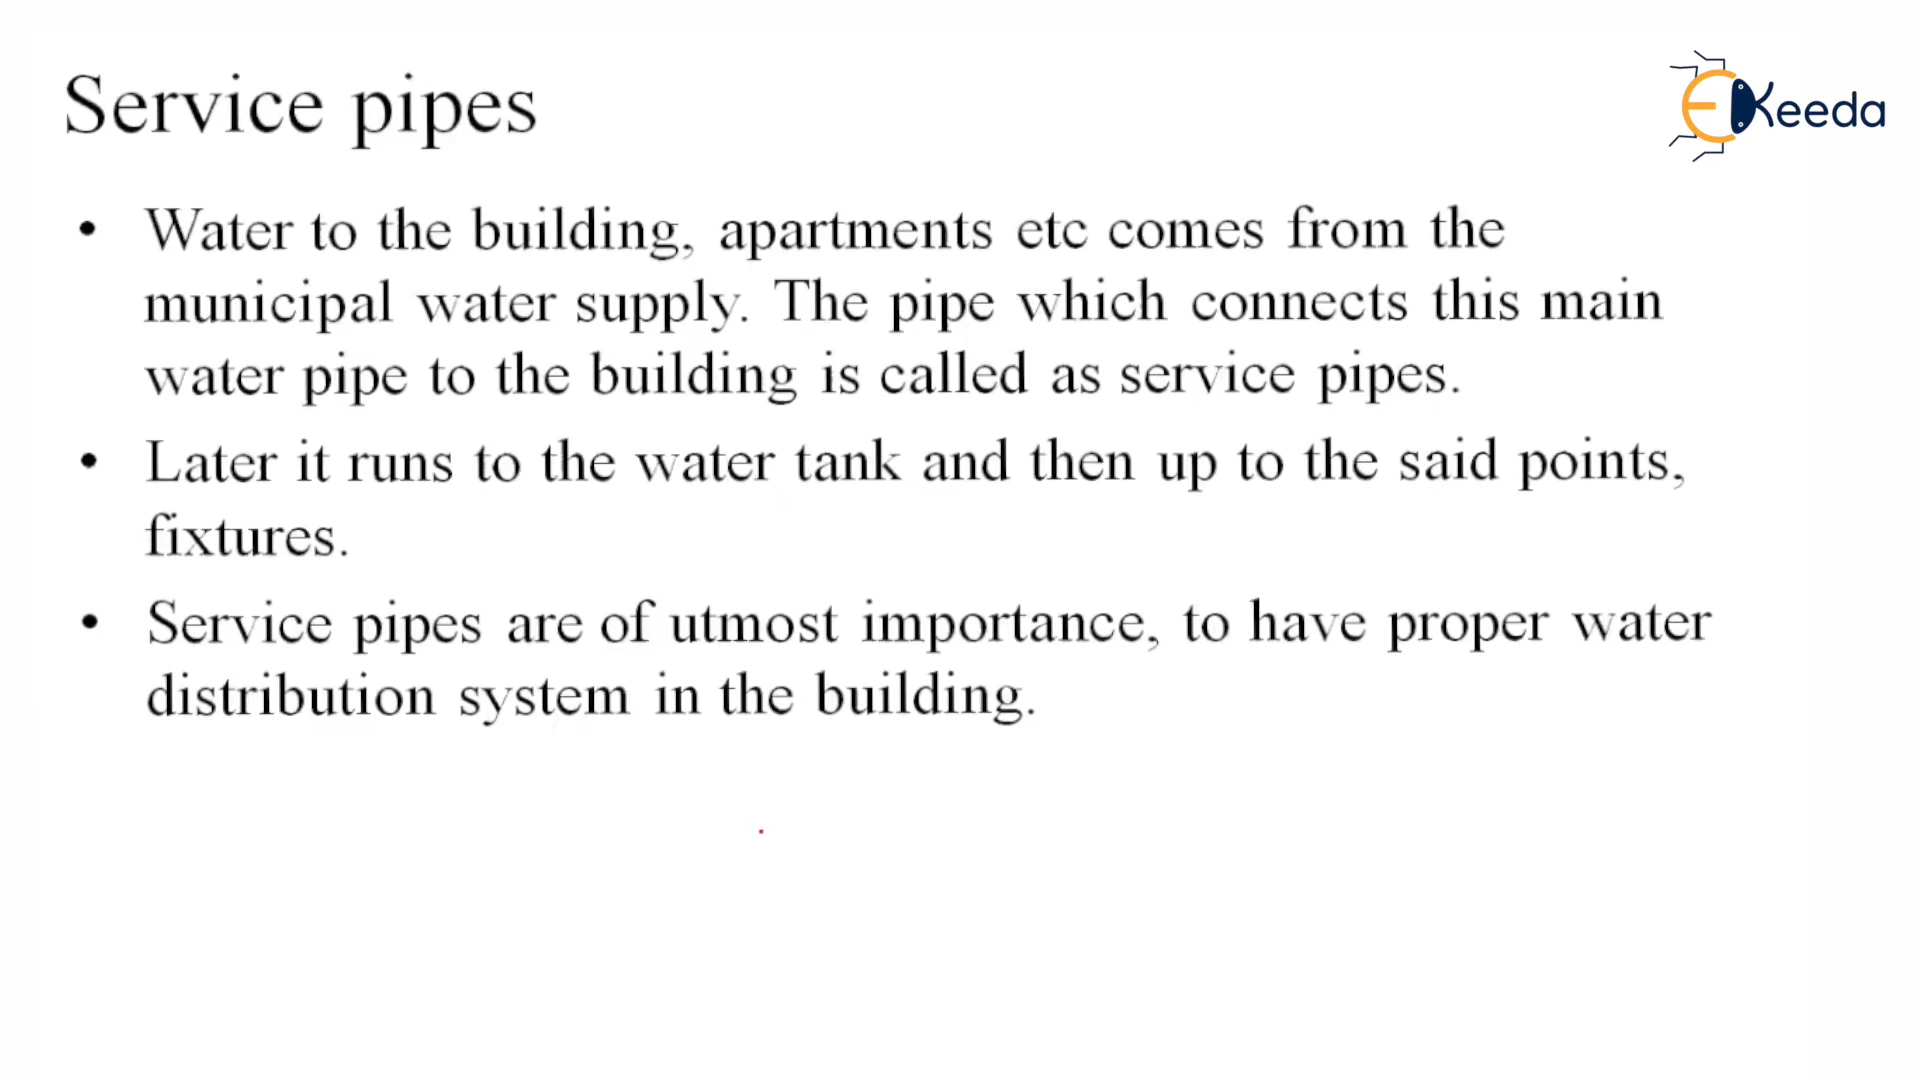 Service pipes
EKeeda
• Water to the building, apartments etc comes from the
municipal water supply. The pipe which connects this main
water pipe to the building is called as service pipes.
• Later it runs to the water tank and then up to the said points,
fixtures.
• Service pipes are of utmost importance, to have proper water
distribution system in the building.